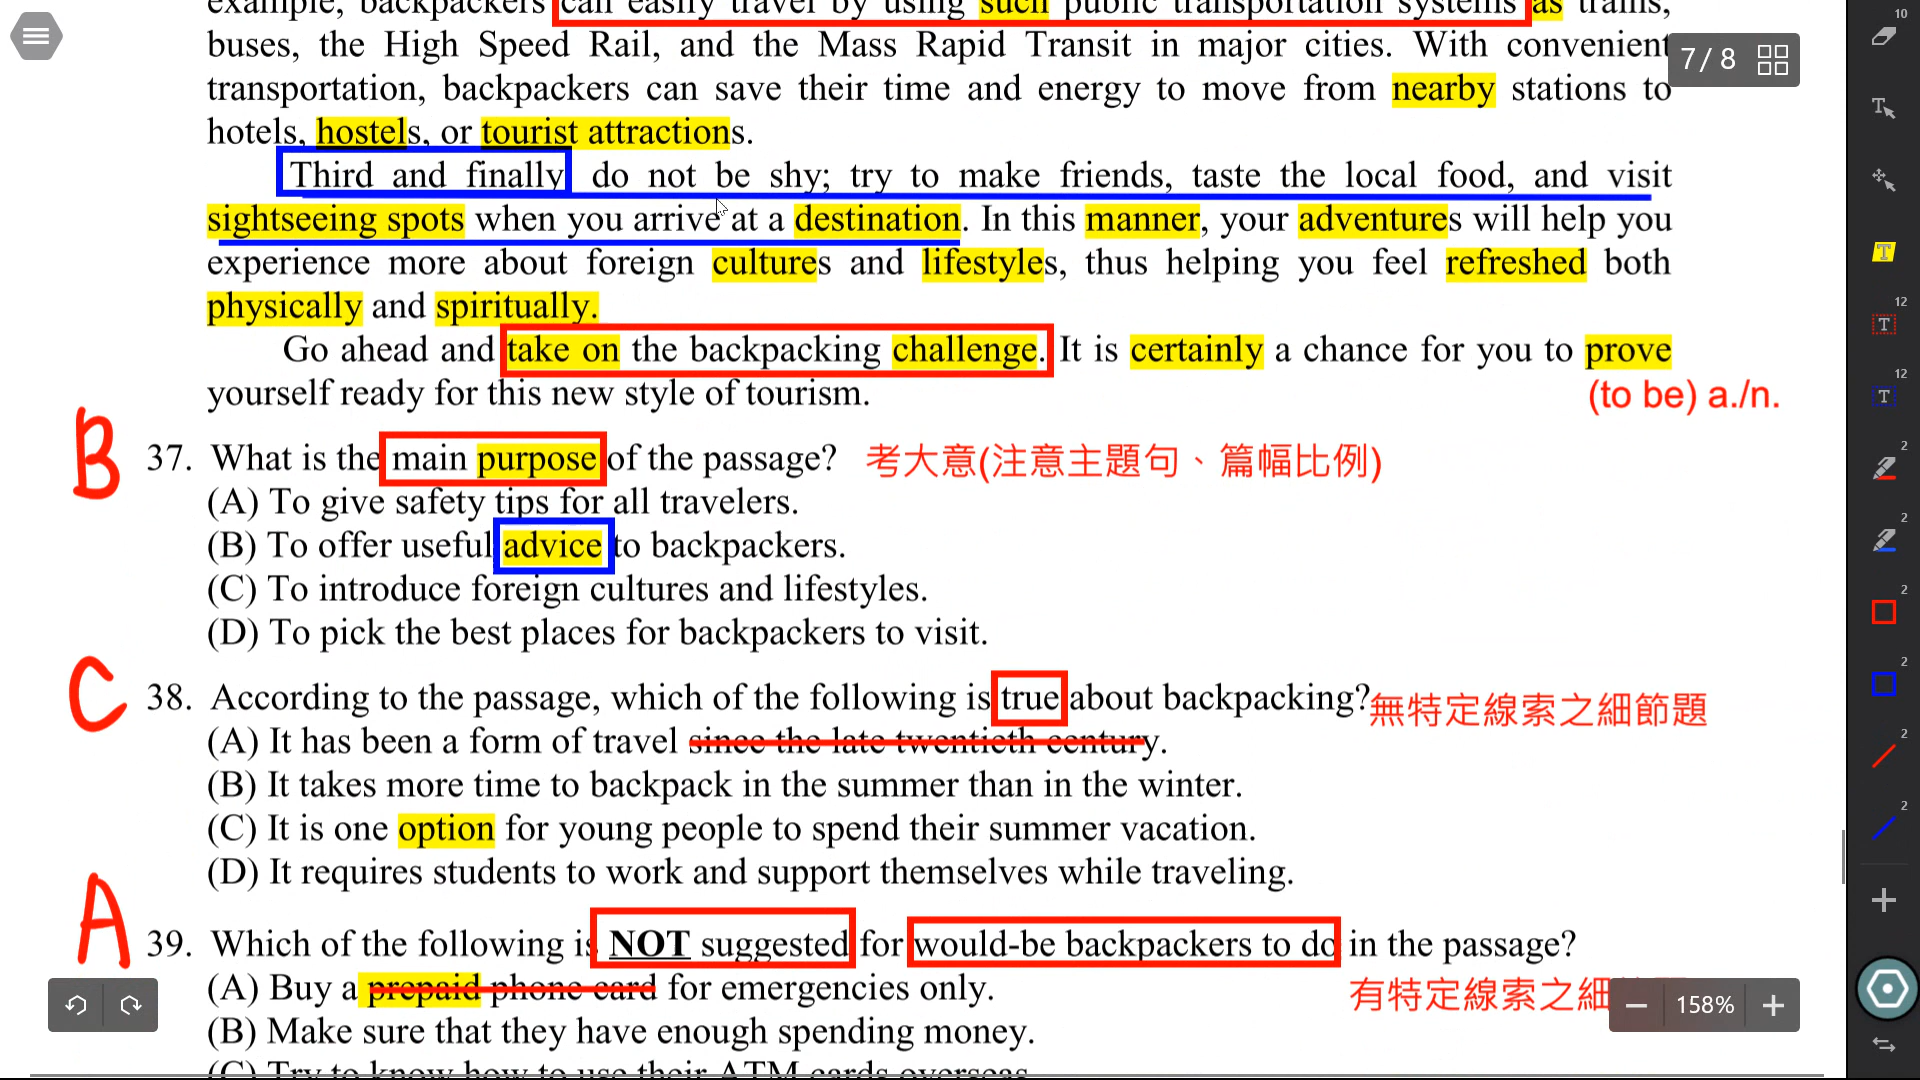 example, backpackers can easily travel by using such public transportation systems as trains,
buses, the High Speed Rail, and the Mass Rapid Transit in major cities. With convenient
transportation, backpackers can save their time and energy to move from nearby stations to
hotels, hostels, or tourist attractions.
Third and finally do not be shy; try to make friends, taste the local food, and visit
sightseeing spots when you arrive at a destination. In this manner, your adventures will help you
experience more about foreign cultures and lifestyles, thus helping you feel refreshed both
physically and spiritually.
Go ahead and take on the backpacking challenge. It is certainly a chance for you to prove
yourself ready for this new style of tourism.
(to be) a./n.
B
37. What is the main purpose of the passage? 考大意(注意主題句、篇幅比例)
(A) To give safety tips for all travelers.
(B) To offer useful advice to backpackers.
(C) To introduce foreign cultures and lifestyles.
(D) To pick the best places for backpackers to visit.
C
38. According to the passage, which of the following is true about backpacking? 無特定線索之細節題
(A) It has been a form of travel since the late twentieth century.
(B) It takes more time to backpack in the summer than in the winter.
(C) It is one option for young people to spend their summer vacation.
(D) It requires students to work and support themselves while traveling.
A
39. Which of the following is NOT suggested for would-be backpackers to do in the passage?
(A) Buy a prepaid phone card for emergencies only.
有特定線索之細
(B) Make sure that they have enough spending money.
(C) Try to know how to use their ATM cards overseas.
7 / 8
158%
10
T
T
12
T
12
T
2
2
2
2
2
2